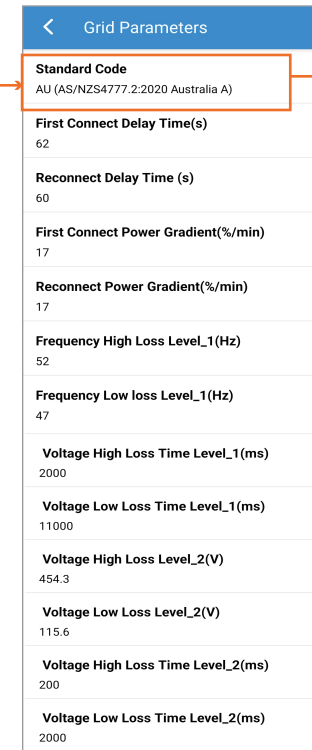 Grid Parameters
Standard Code
AU (AS/NZS4777.2:2020 Australia A)
First Connect Delay Time(s)
62
Reconnect Delay Time (s)
60
First Connect Power Gradient(%/min)
17
Reconnect Power Gradient(%/min)
17
Frequency High Loss Level_1(Hz)
52
Frequency Low loss Level_1(Hz)
47
Voltage High Loss Time Level_1(ms)
2000
Voltage Low Loss Time Level_1(ms)
11000
Voltage High Loss Level_2(V)
454.3
Voltage Low Loss Level_2(V)
115.6
Voltage High Loss Time Level_2(ms)
200
Voltage Low Loss Time Level_2(ms)
2000